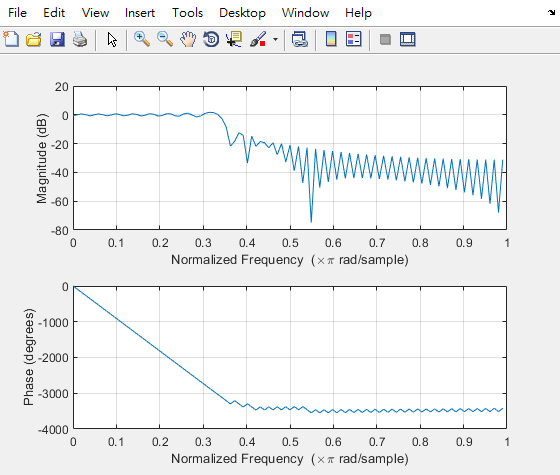 File Edit View Insert Tools Desktop Window Help
20
0
-20
-40
-60
-80
Magnitude (dB)
0 0.1 0.2 0.3 0.4 0.5 0.6 0.7 0.8 0.9 1
Normalized Frequency (×π rad/sample)
0
-1000
-2000
-3000
-4000
Phase (degrees)
0 0.1 0.2 0.3 0.4 0.5 0.6 0.7 0.8 0.9 1
Normalized Frequency (×π rad/sample)